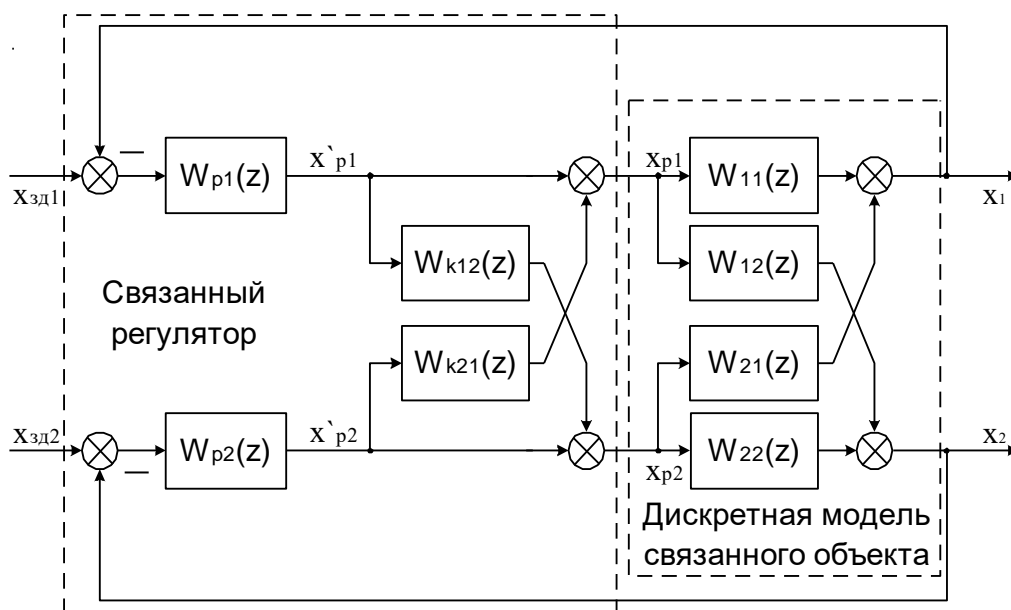 Xзд1
Wp1(z)
X`p1
Xp1
W11(z)
X1
Wk12(z)
W12(z)
Связанный
регулятор
Wk21(z)
W21(z)
Xзд2
Wp2(z)
X`p2
Xp2
W22(z)
X2
Дискретная модель
связанного объекта